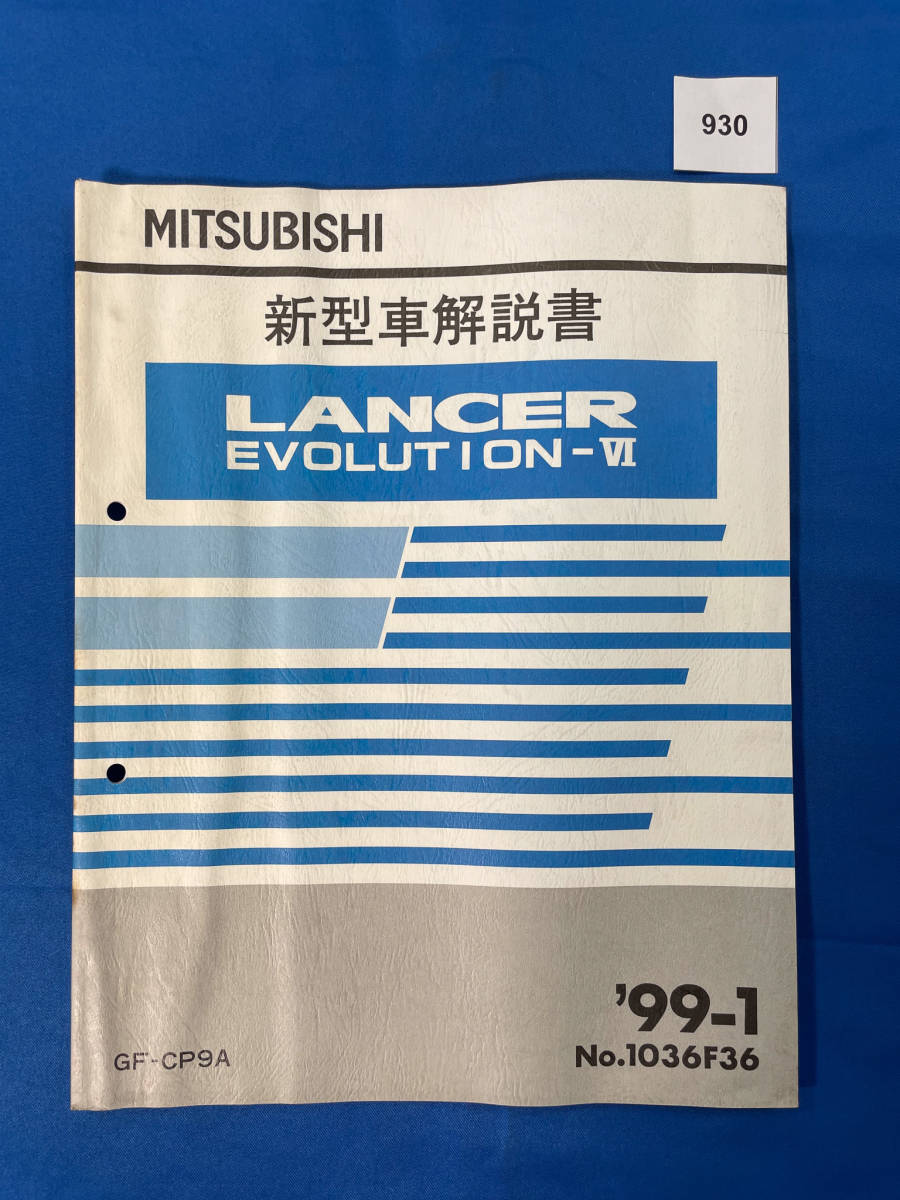 930
MITSUBISHI
新型車解説書
LANCER
EVOLUTION-VI
'99-1
No.1036F36
GF-CP9A